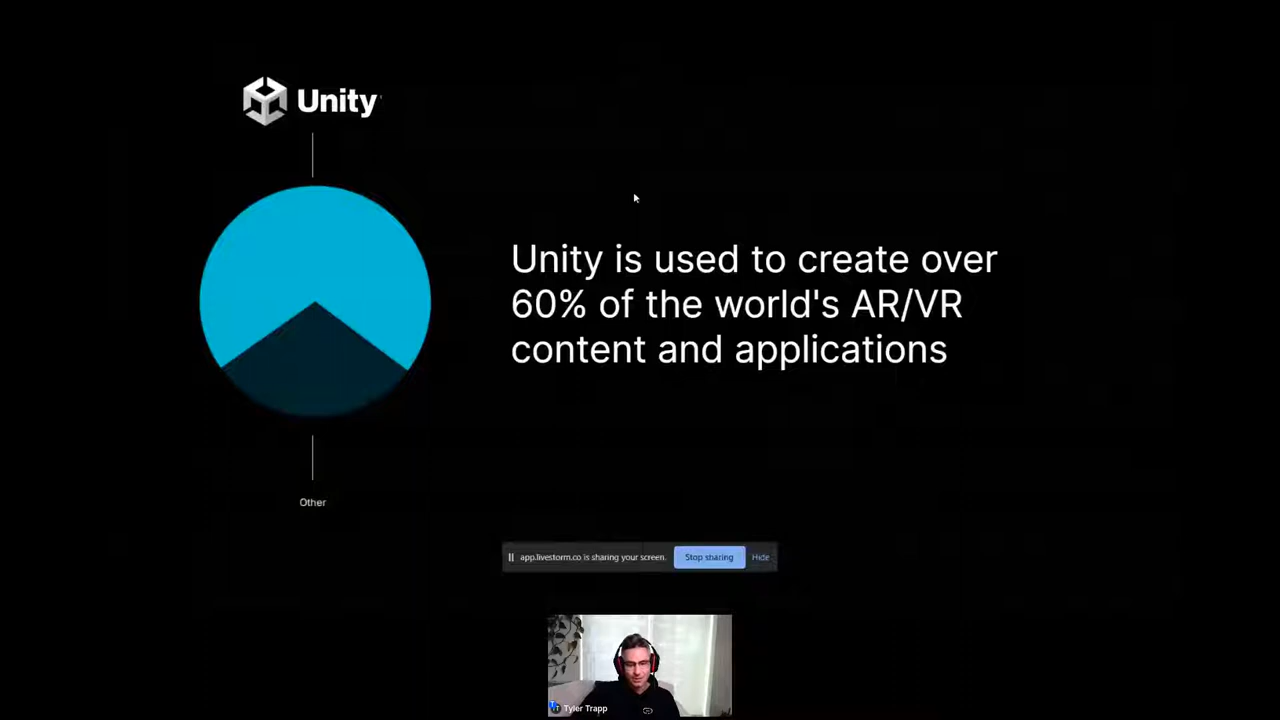 Unity
Unity is used to create over
60% of the world's AR/VR
content and applications
Other
app.livestorm.co is sharing your screen.
Stop sharing
Hide
Tyler Trapp